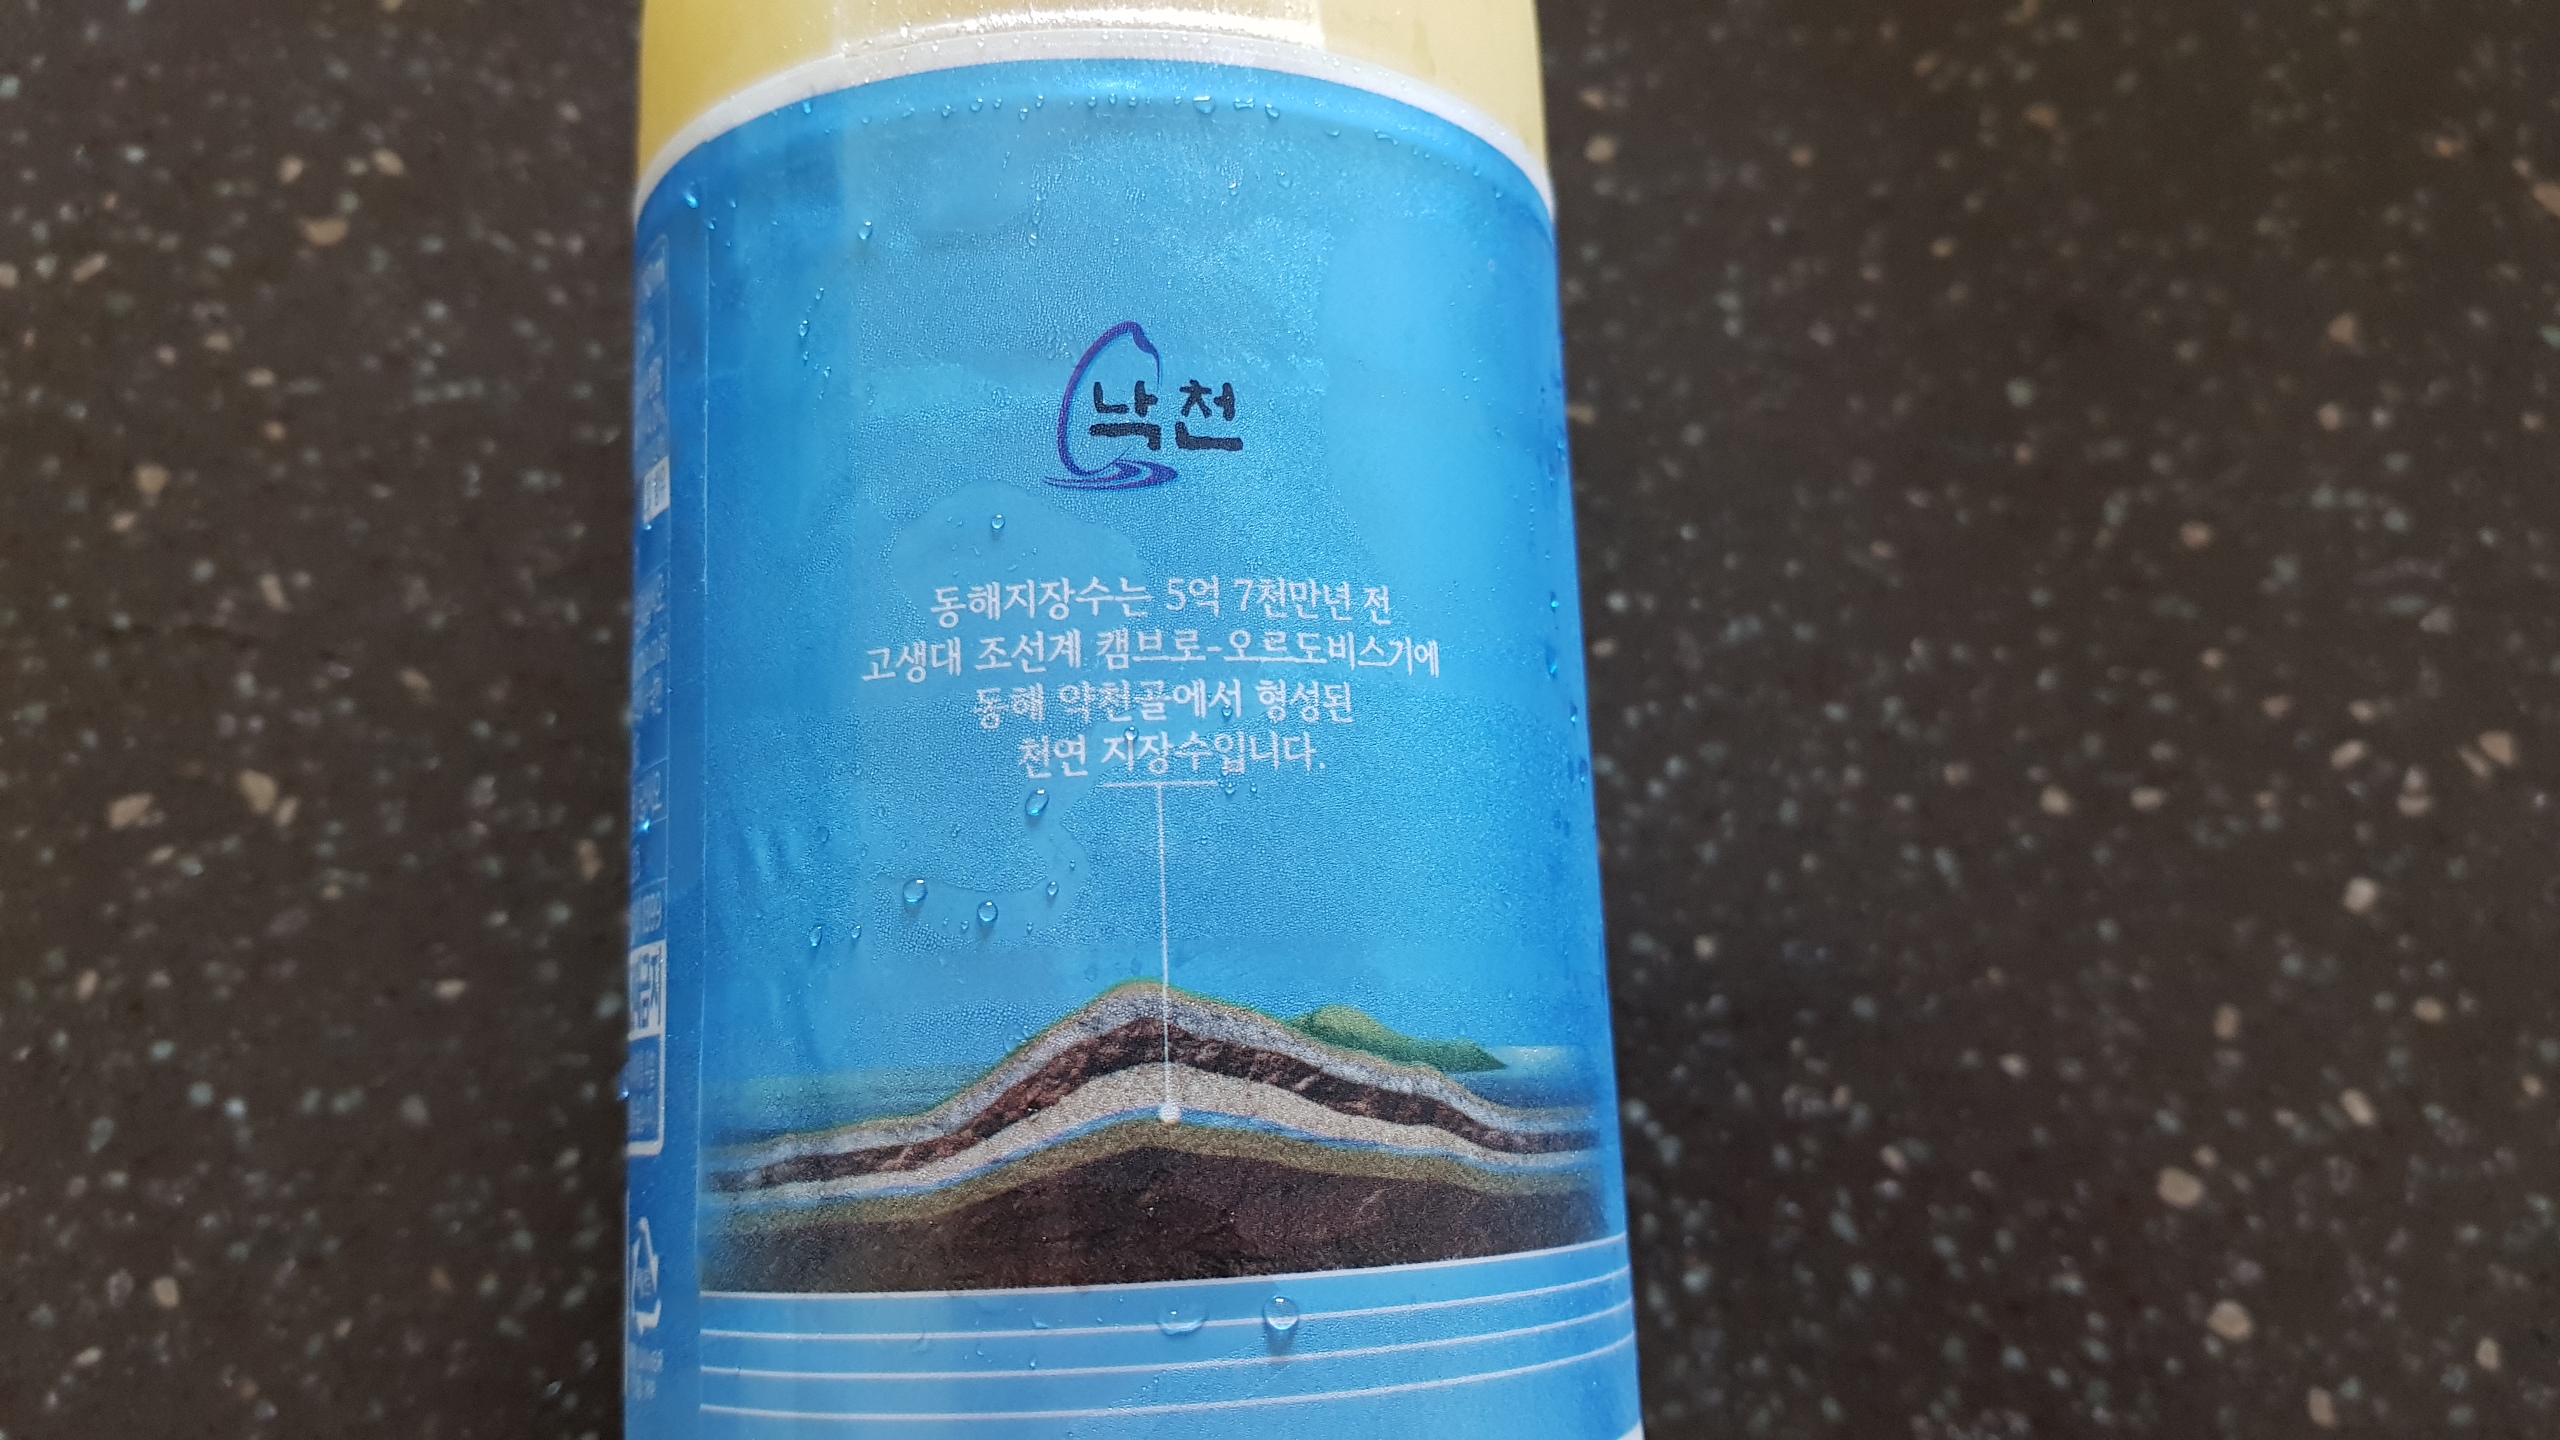 낙천
동해지장수는 5억 7천만년 전
고생대 조선계 캠브로-오르도비스기에
동해 약천골에서 형성된
천연 지장수입니다.